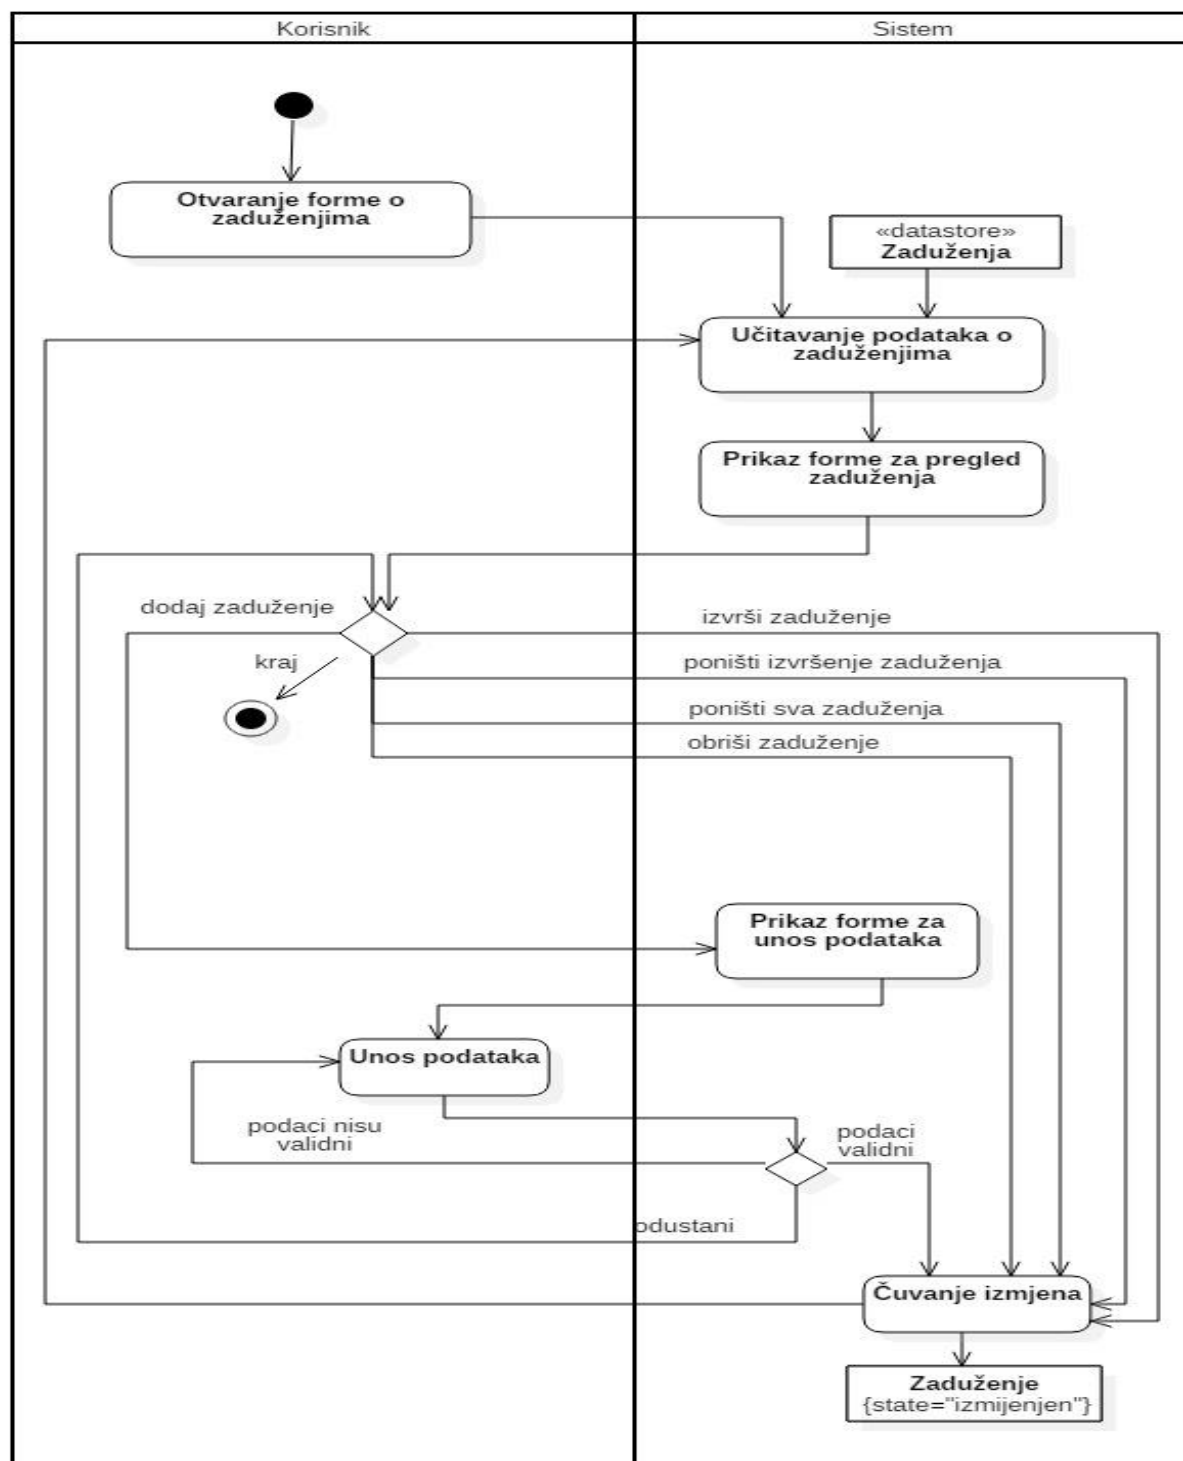 Korisnik
Sistem
Otvaranje forme o
zaduženjima
«datastore»
Zaduženja
Učitavanje podataka o
zaduženjima
Prikaz forme za pregled
zaduženja
dodaj zaduženje
izvrši zaduženje
kraj
poništi izvršenje zaduženja
poništi sva zaduženja
obriši zaduženje
Prikaz forme za
unos podataka
Unos podataka
podaci nisu
validni
podaci
validni
odustani
Čuvanje izmjena
Zaduženje
{state="izmijenjen"}